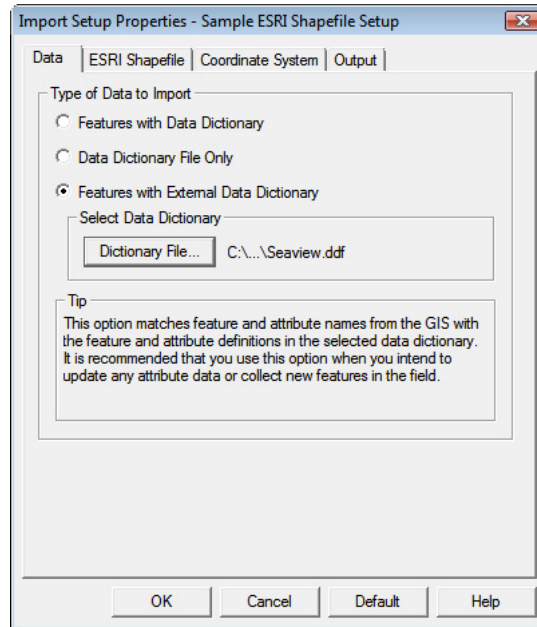 Import Setup Properties - Sample ESRI Shapefile Setup
Data
ESRI Shapefile
Coordinate System
Output
Type of Data to Import
Features with Data Dictionary
Data Dictionary File Only
Features with External Data Dictionary
Select Data Dictionary
Dictionary File...
C:\...\Seaview.ddf
Tip
This option matches feature and attribute names from the GIS with
the feature and attribute definitions in the selected data dictionary.
It is recommended that you use this option when you intend to
update any attribute data or collect new features in the field.
OK
Cancel
Default
Help